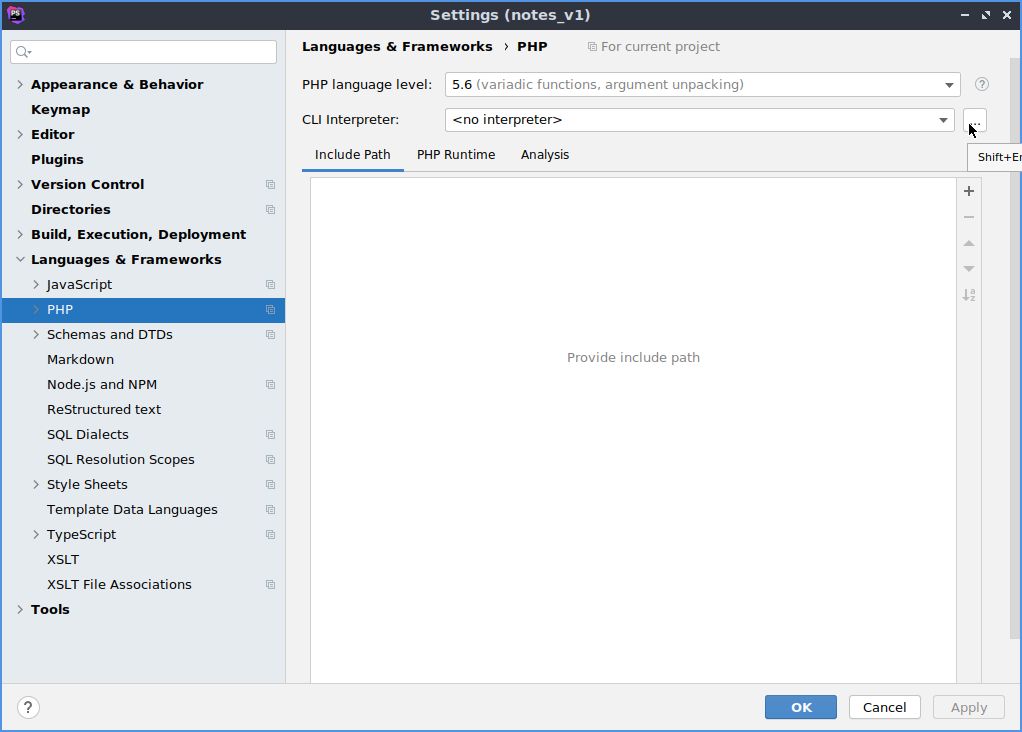 PS
Settings (notes_v1)
Appearance & Behavior
Keymap
Editor
Plugins
Version Control
Directories
Build, Execution, Deployment
Languages & Frameworks
JavaScript
PHP
Schemas and DTDs
Markdown
Node.js and NPM
ReStructured text
SQL Dialects
SQL Resolution Scopes
Style Sheets
Template Data Languages
TypeScript
XSLT
XSLT File Associations
Tools
Languages & Frameworks › PHP For current project
PHP language level: 5.6 (variadic functions, argument unpacking) ?
CLI Interpreter: <no interpreter> ...
Shift+Er
Include Path PHP Runtime Analysis
Provide include path
? OK Cancel Apply